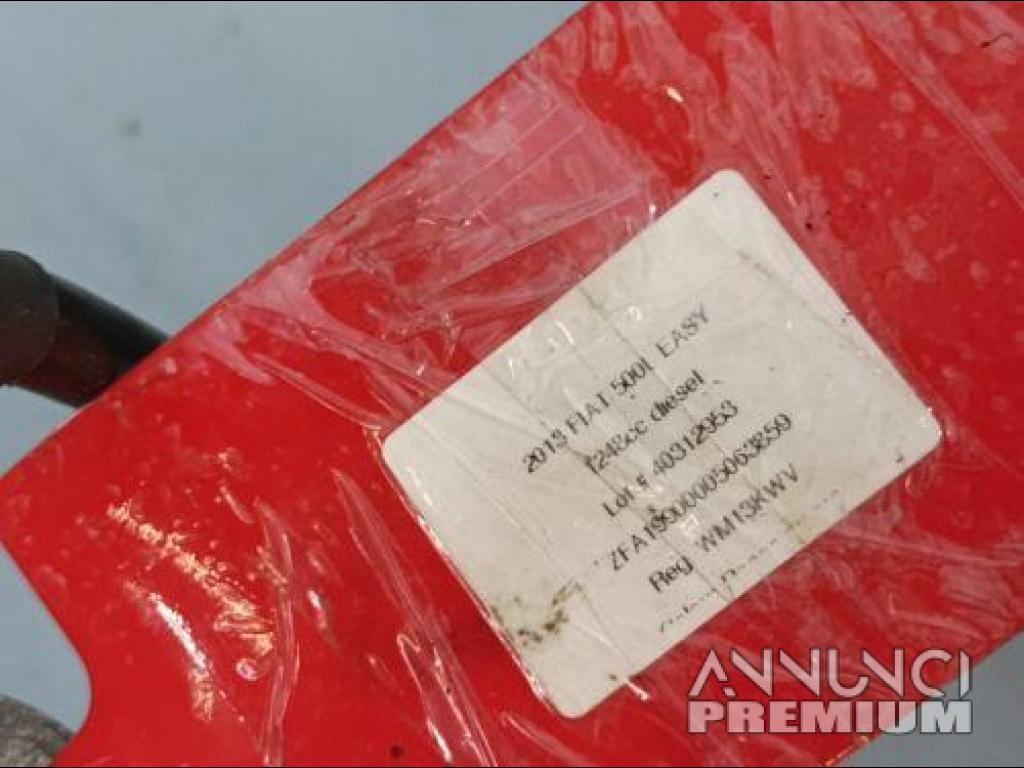 2013 FIAT 500L EASY
1248cc diesel
Lot # 40312953
ZFA19900005063859
Reg WM13KWV
ANNUNCI
PREMIUM